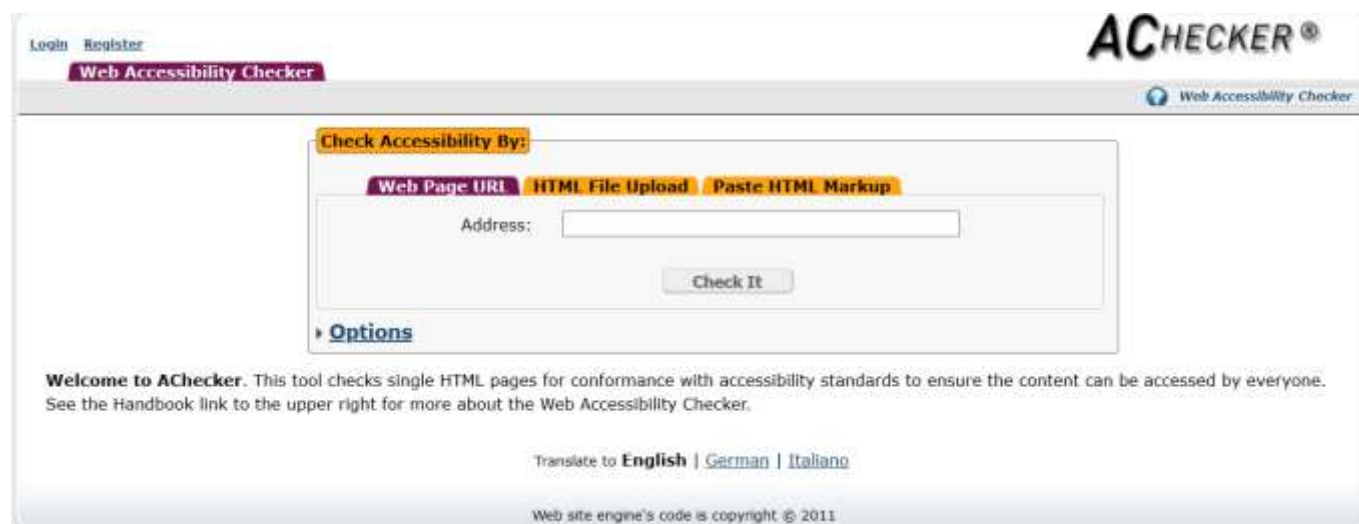 Login Register
ACHECKER®
Web Accessibility Checker
Web Accessibility Checker
Check Accessibility By:
Web Page URL HTML File Upload Paste HTML Markup
Address:
Check It
Options
Welcome to AChecker. This tool checks single HTML pages for conformance with accessibility standards to ensure the content can be accessed by everyone.
See the Handbook link to the upper right for more about the Web Accessibility Checker.
Translate to English | German | Italiano
Web site engine's code is copyright © 2011